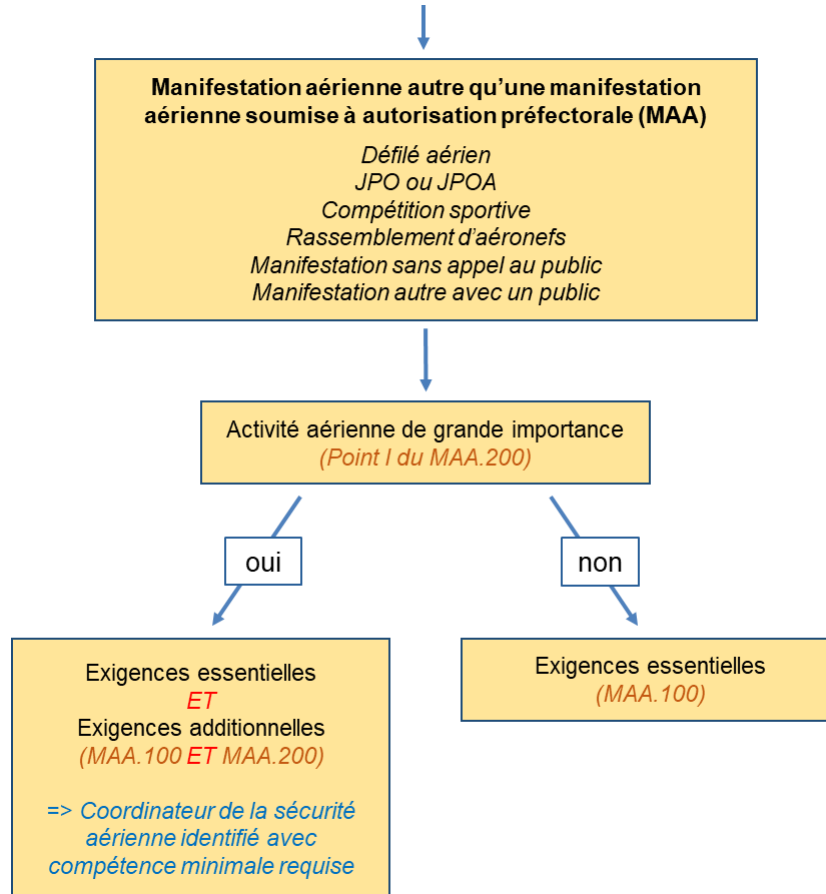 Manifestation aérienne autre qu'une manifestation
aérienne soumise à autorisation préfectorale (MAA)
Défilé aérien
JPO ou JPOA
Compétition sportive
Rassemblement d'aéronefs
Manifestation sans appel au public
Manifestation autre avec un public
Activité aérienne de grande importance
(Point I du MAA.200)
oui
non
Exigences essentielles
ET
Exigences additionnelles
(MAA.100 ET MAA.200)
=> Coordinateur de la sécurité
aérienne identifié avec
compétence minimale requise
Exigences essentielles
(MAA.100)